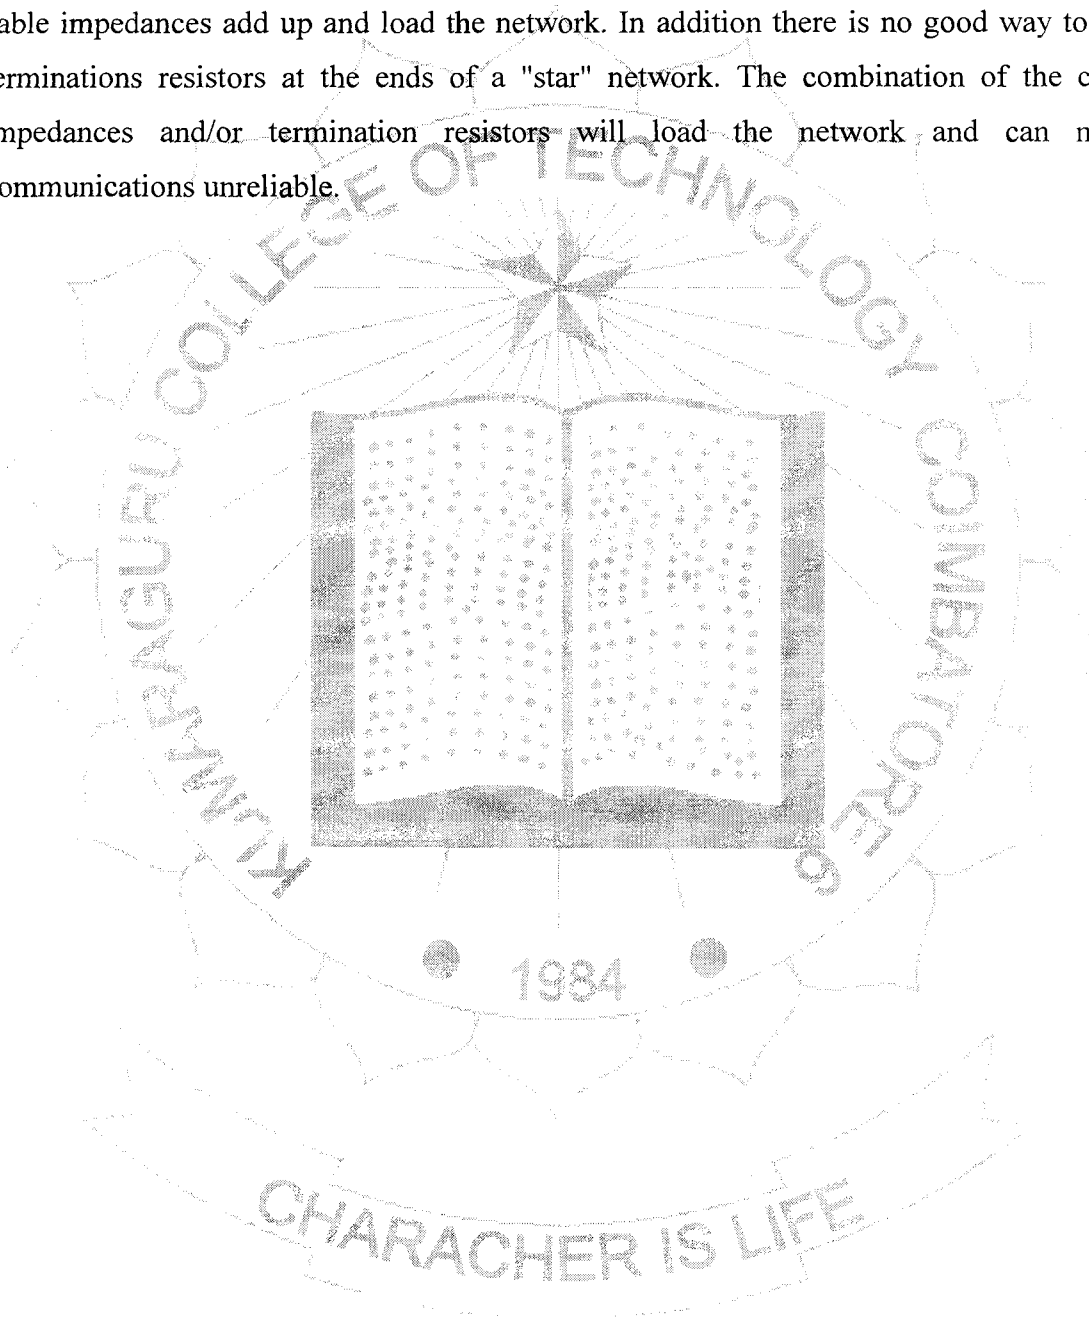 able impedances add up and load the network. In addition there is no good way to
erminations resistors at the ends of a "star" network. The combination of the c
mpedances and/or termination resistors will load the network and can m
ommunications unreliable.
KUMARAGURU COLLEGE OF TECHNOLOGY COIMBATORE 6
1984
CHARACHER IS LIFE